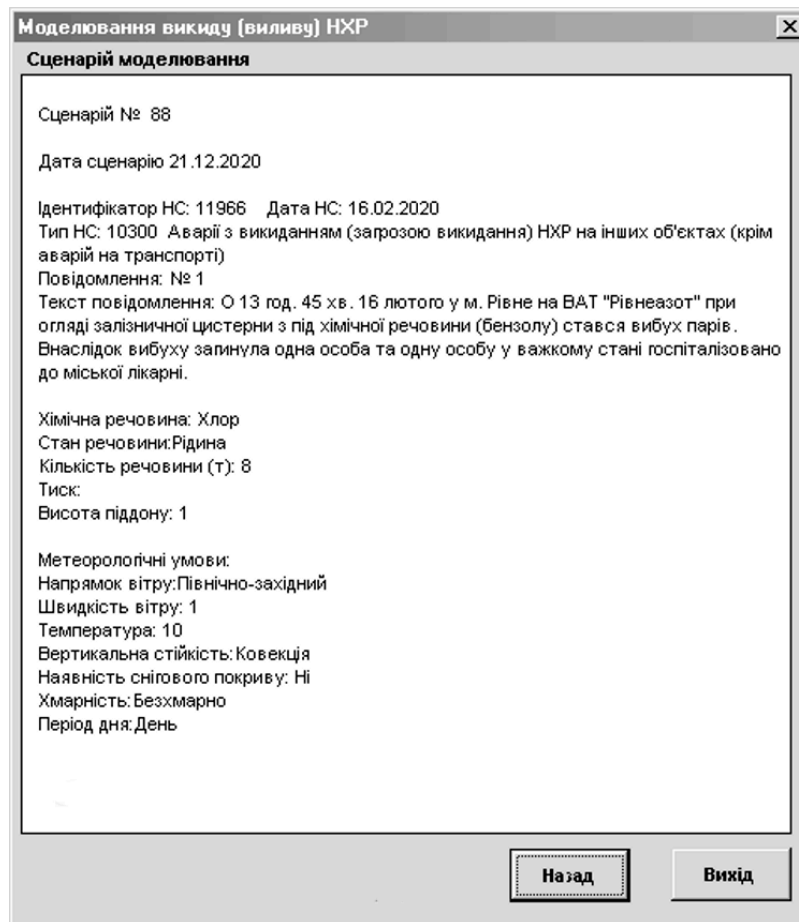 Моделювання викиду (виливу) НХР
Сценарій моделювання
Сценарій № 88
Дата сценарію 21.12.2020
Ідентифікатор НС: 11966 Дата НС: 16.02.2020
Тип НС: 10300 Аварії з викиданням (загрозою викидання) НХР на інших об'єктах (крім
аварій на транспорті)
Повідомлення: № 1
Текст повідомлення: О 13 год. 45 хв. 16 лютого у м. Рівне на ВАТ "Рівнеазот" при
огляді залізничної цистерни з під хімічної речовини (бензолу) стався вибух парів.
Внаслідок вибуху загинула одна особа та одну особу у важкому стані госпіталізовано
до міської лікарні.
Хімічна речовина: Хлор
Стан речовини:Рідина
Кількість речовини (т): 8
Тиск:
Висота піддону: 1
Метеорологічні умови:
Напрямок вітру:Північно-західний
Швидкість вітру: 1
Температура: 10
Вертикальна стійкість:Ковекція
Наявність снігового покриву: Ні
Хмарність:Безхмарно
Період дня:День
Назад
Вихід